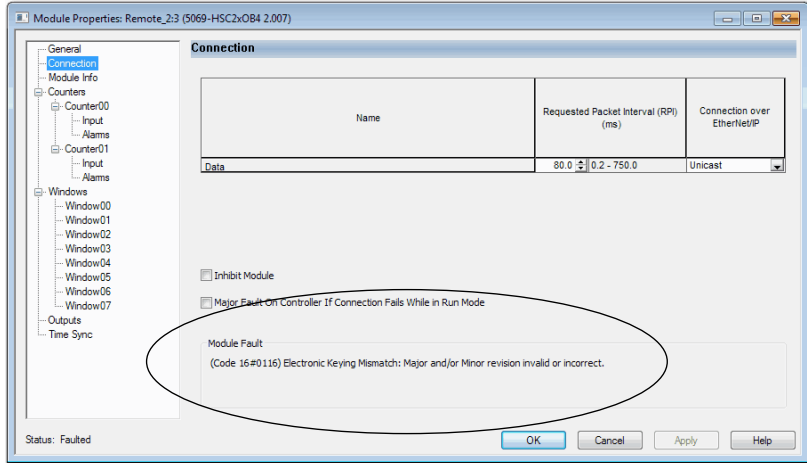 Module Properties: Remote_2:3 (5069-HSC2xOB4 2.007)
General
Connection
Module Info
Counters
Counter00
Input
Alarms
Counter01
Input
Alarms
Windows
Window00
Window01
Window02
Window03
Window04
Window05
Window06
Window07
Outputs
Time Sync
Connection
Name
Requested Packet Interval (RPI)
(ms)
Connection over
EtherNet/IP
Data 80.0 0.2 - 750.0 Unicast
Inhibit Module
Major Fault On Controller If Connection Fails While in Run Mode
Module Fault
(Code 16#0116) Electronic Keying Mismatch: Major and/or Minor revision invalid or incorrect.
Status: Faulted
OK Cancel Apply Help